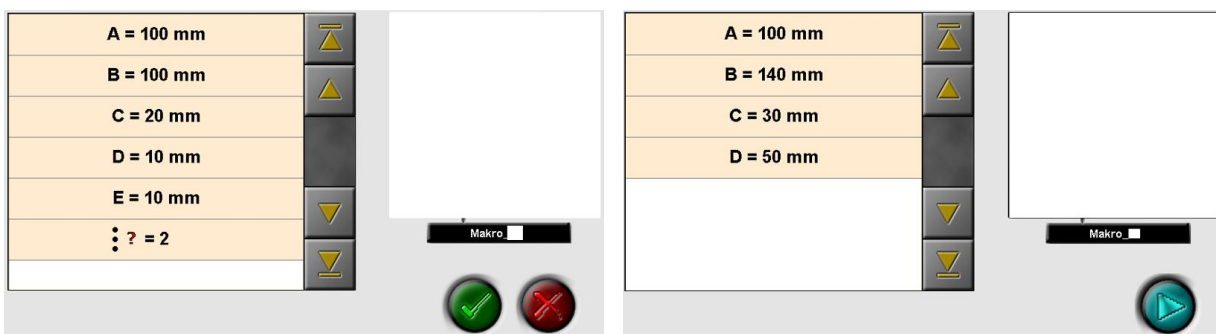 A = 100 mm
B = 100 mm
C = 20 mm
D = 10 mm
E = 10 mm
⋮ ? = 2
Makro_
A = 100 mm
B = 140 mm
C = 30 mm
D = 50 mm
Makro_